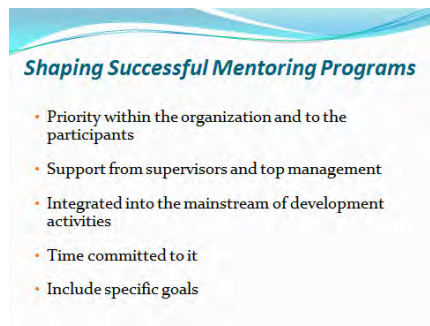 Shaping Successful Mentoring Programs
• Priority within the organization and to the
participants
• Support from supervisors and top management
• Integrated into the mainstream of development
activities
• Time committed to it
• Include specific goals